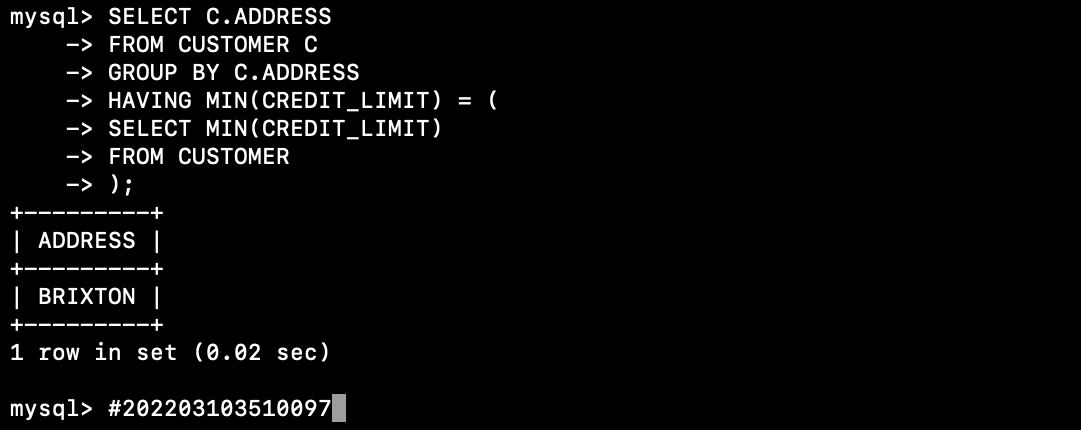 mysql> SELECT C.ADDRESS
    -> FROM CUSTOMER C
    -> GROUP BY C.ADDRESS
    -> HAVING MIN(CREDIT_LIMIT) = (
    -> SELECT MIN(CREDIT_LIMIT)
    -> FROM CUSTOMER
    -> );
+---------+
| ADDRESS |
+---------+
| BRIXTON |
+---------+
1 row in set (0.02 sec)

mysql> #202203103510097